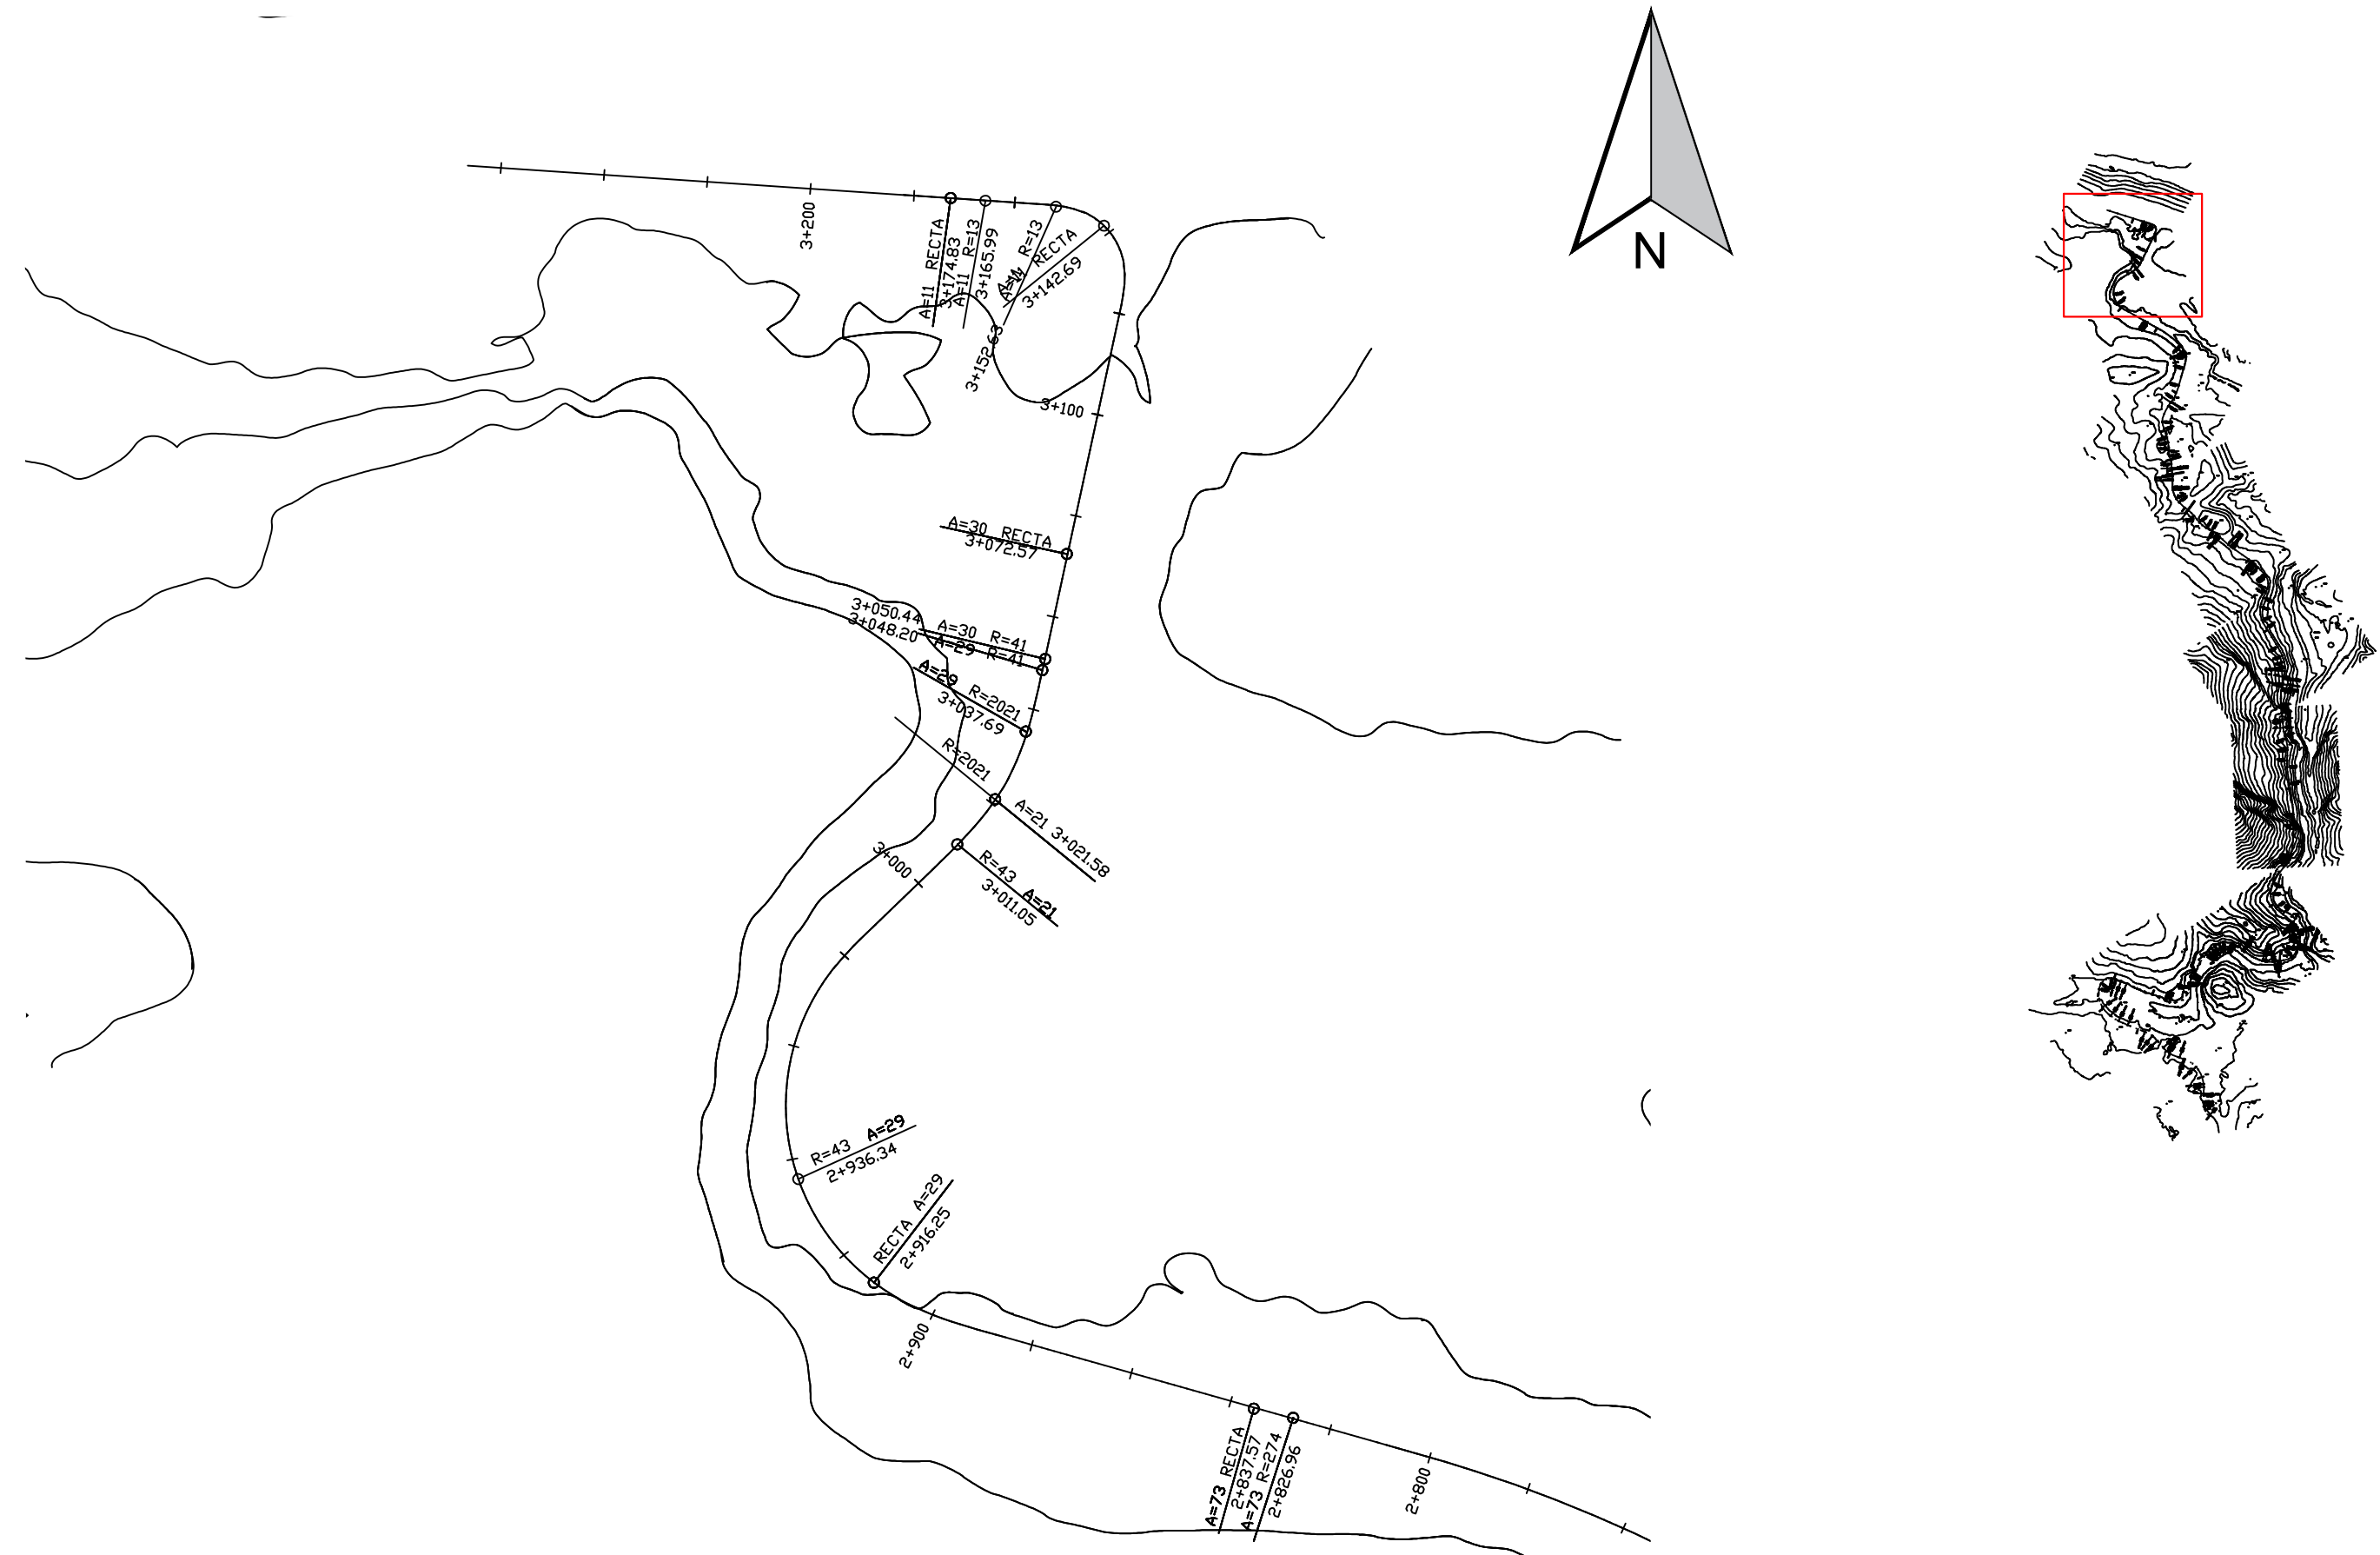 N
3+200
A=11 RECTA
3+174.83
A=11 R=13
3+165.99
A=11 R=13
3+152.63
RECTA
3+142.69
3+100
A=30 RECTA
3+072.57
3+050.44
A=30 R=41
3+048.20
A=29 R=41
A=29 R=2021
3+037.69
R=2021
A=21 3+021.58
3+000
R=43 A=21
3+011.05
R=43 A=29
2+936.34
RECTA A=29
2+916.25
2+900
A=73 RECTA
2+837.57
A=73 R=274
2+826.96
2+800